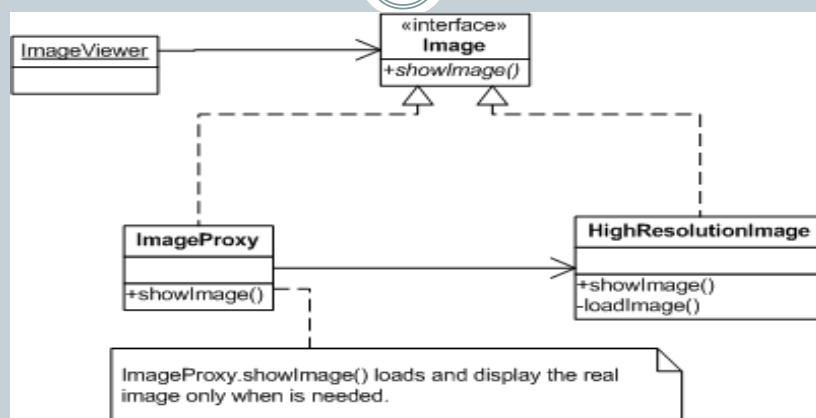 «interface»
Image
+showImage()
ImageViewer
ImageProxy
+showImage()
HighResolutionImage
+showImage()
-loadImage()
ImageProxy.showImage() loads and display the real
image only when is needed.